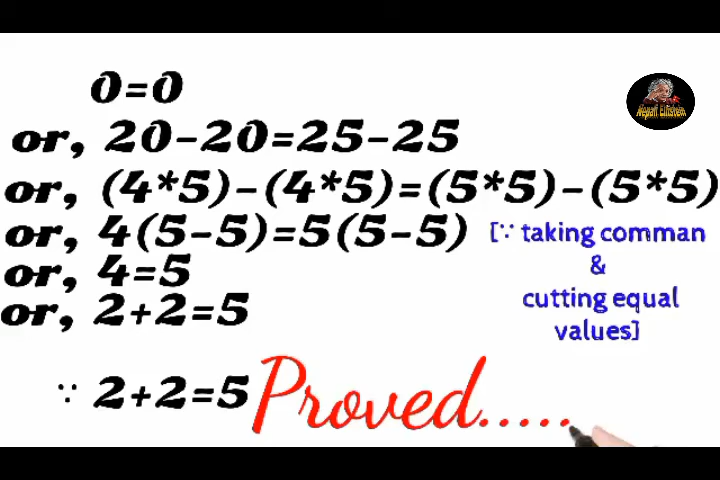 0=0
or, 20-20=25-25
or, (4*5)-(4*5)=(5*5)-(5*5)
or, 4(5-5)=5(5-5)
[∵ taking comman
&
cutting equal
values]
or, 4=5
or, 2+2=5
∵ 2+2=5 Proved.....
Nepali Einstein